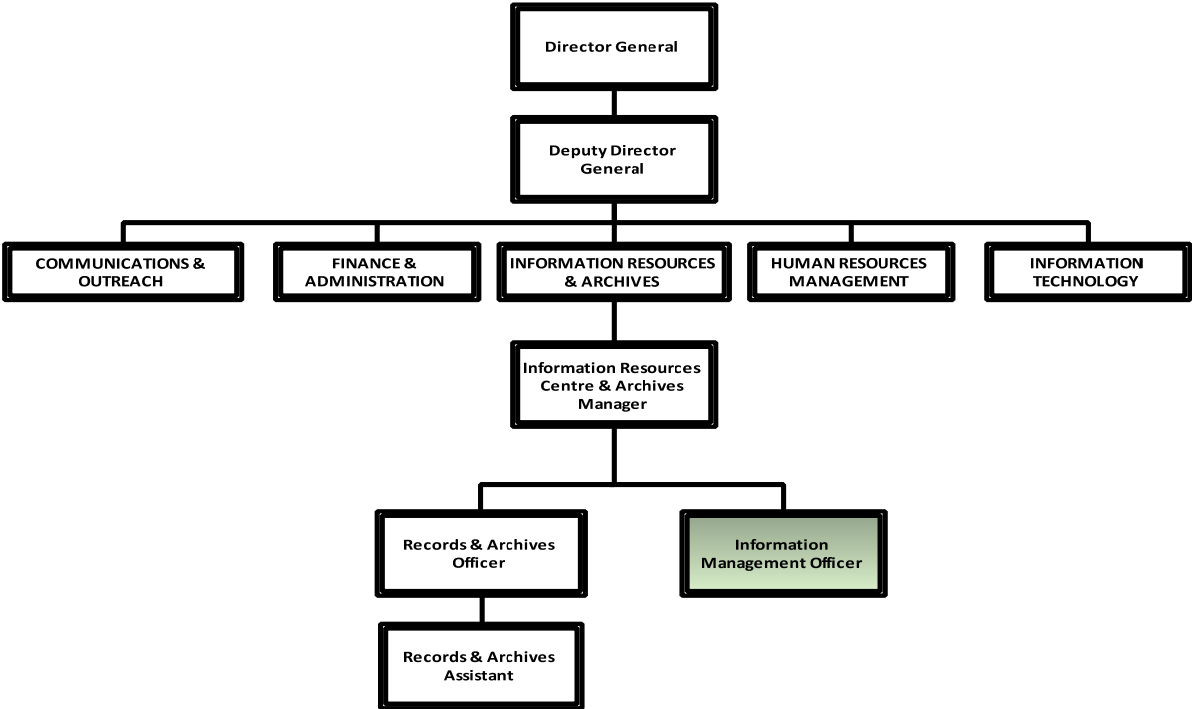 Director General
Deputy Director
General
COMMUNICATIONS &
OUTREACH
FINANCE &
ADMINISTRATION
INFORMATION RESOURCES
& ARCHIVES
HUMAN RESOURCES
MANAGEMENT
INFORMATION
TECHNOLOGY
Information Resources
Centre & Archives
Manager
Records & Archives
Officer
Information
Management Officer
Records & Archives
Assistant